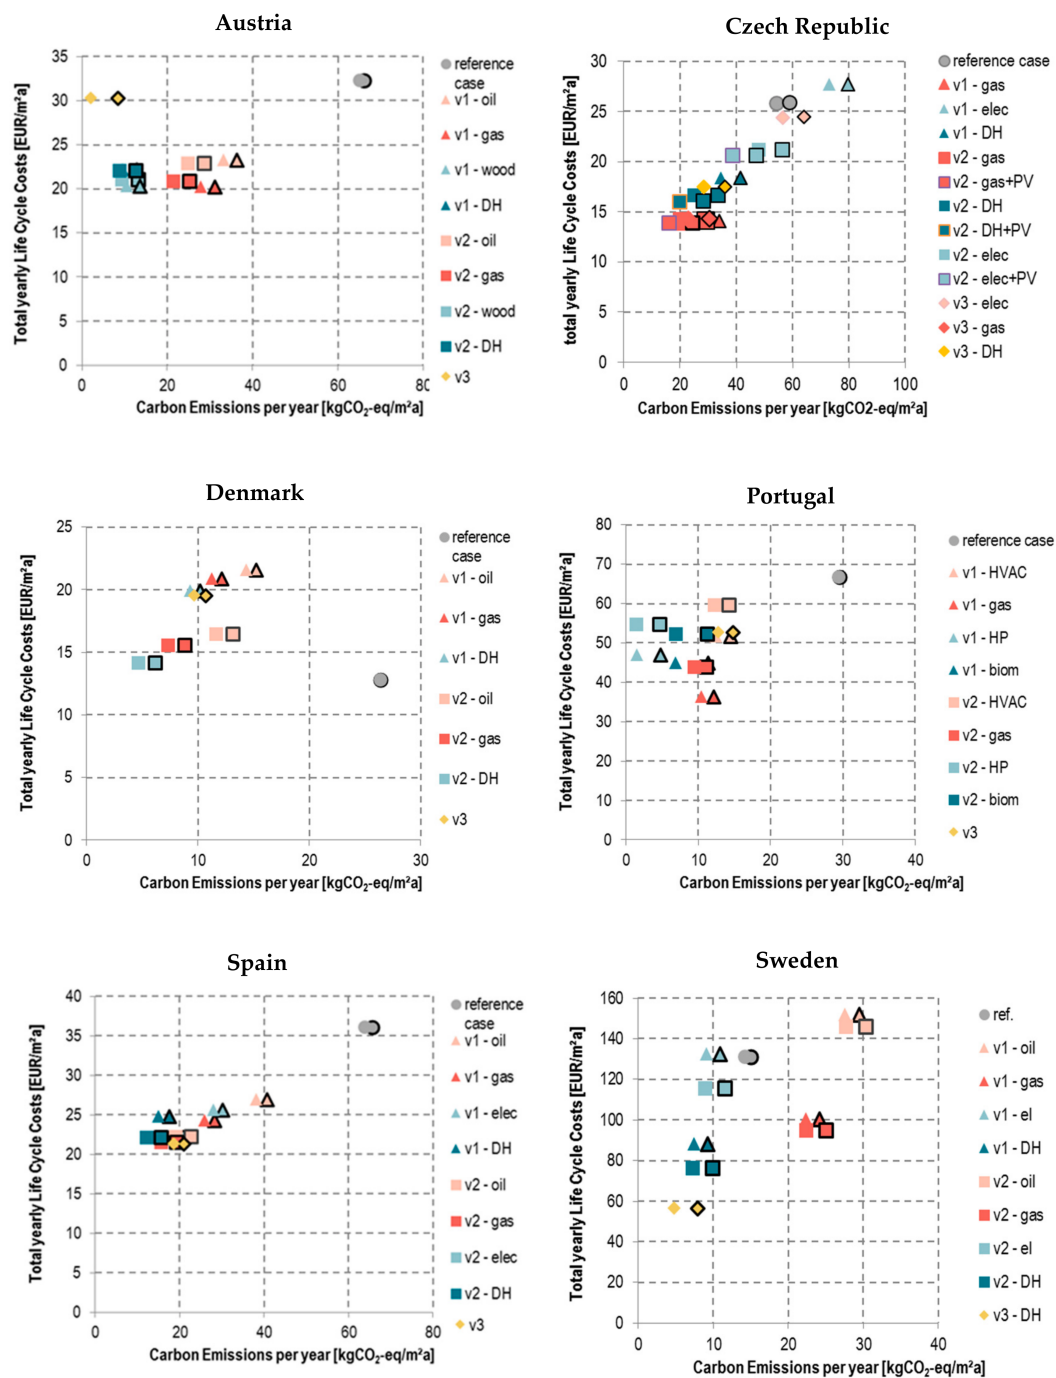 Austria
Total yearly Life Cycle Costs [EUR/m²a]
35
30
25
20
15
10
5
0
0
20
40
60
80
Carbon Emissions per year [kgCO₂-eq/m²a]
reference
case
v1 - oil
v1 - gas
v1 - wood
v1 - DH
v2 - oil
v2 - gas
v2 - wood
v2 - DH
v3
Czech Republic
total yearly Life Cycle Costs [EUR/m²a]
30
25
20
15
10
5
0
0
20
40
60
80
100
Carbon Emissions per year [kgCO2-eq/m²a]
reference case
v1 - gas
v1 - elec
v1 - DH
v2 - gas
v2 - gas+PV
v2 - DH
v2 - DH+PV
v2 - elec
v2 - elec+PV
v3 - elec
v3 - gas
v3 - DH
Denmark
Total yearly Life Cycle Costs [EUR/m²a]
25
20
15
10
5
0
0
10
20
30
Carbon Emissions per year [kgCO₂-eq/m²a]
reference
case
v1 - oil
v1 - gas
v1 - DH
v2 - oil
v2 - gas
v2 - DH
v3
Portugal
Total yearly Life Cycle Costs [EUR/m²a]
80
70
60
50
40
30
20
10
0
0
10
20
30
40
Carbon Emissions per year [kgCO₂-eq/m²a]
reference case
v1 - HVAC
v1 - gas
v1 - HP
v1 - biom
v2 - HVAC
v2 - gas
v2 - HP
v2 - biom
v3
Spain
Total yearly Life Cycle Costs [EUR/m²a]
40
35
30
25
20
15
10
5
0
0
20
40
60
80
Carbon Emissions per year [kgCO₂-eq/m²a]
reference
case
v1 - oil
v1 - gas
v1 - elec
v1 - DH
v2 - oil
v2 - gas
v2 - elec
v2 - DH
v3
Sweden
Total yearly Life Cycle Costs [EUR/m²a]
160
140
120
100
80
60
40
20
0
0
10
20
30
40
Carbon Emissions per year [kgCO₂-eq/m²a]
ref.
v1 - oil
v1 - gas
v1 - el
v1 - DH
v2 - oil
v2 - gas
v2 - el
v2 - DH
v3 - DH